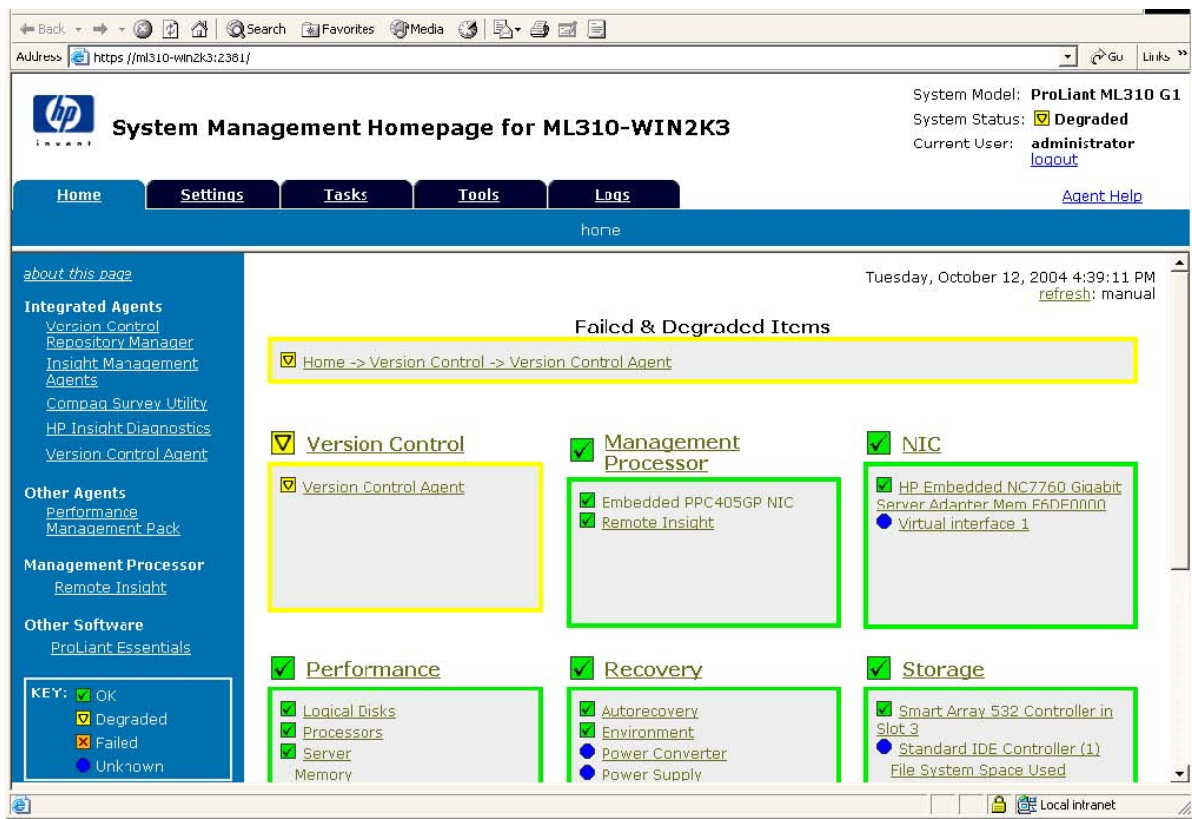 Back Search Favorites Media
Address https //ml310-win2k3:2381/ Go Links »
hp
invent
System Management Homepage for ML310-WIN2K3
System Model: ProLiant ML310 G1
System Status: Degraded
Current User: administrator
logout
Home Settings Tasks Tools Logs
Agent Help
home
about this page
Tuesday, October 12, 2004 4:39:11 PM
refresh: manual
Integrated Agents
Version Control
Repository Manager
Insight Management
Agents
Compaq Survey Utility
HP Insight Diagnostics
Version Control Agent
Other Agents
Performance
Management Pack
Management Processor
Remote Insight
Other Software
ProLiant Essentials
KEY: OK
Degraded
Failed
Unknown
Failed & Degraded Items
Home -> Version Control -> Version Control Agent
Version Control
Version Control Agent
Management
Processor
Embedded PPC405GP NIC
Remote Insight
NIC
HP Embedded NC7760 Gigabit
Server Adapter Mem F6DE0000
Virtual interface 1
Performance
Logical Disks
Processors
Server
Memory
Recovery
Autorecovery
Environment
Power Converter
Power Supply
Storage
Smart Array 532 Controller in
Slot 3
Standard IDE Controller (1)
File System Space Used
Local intranet